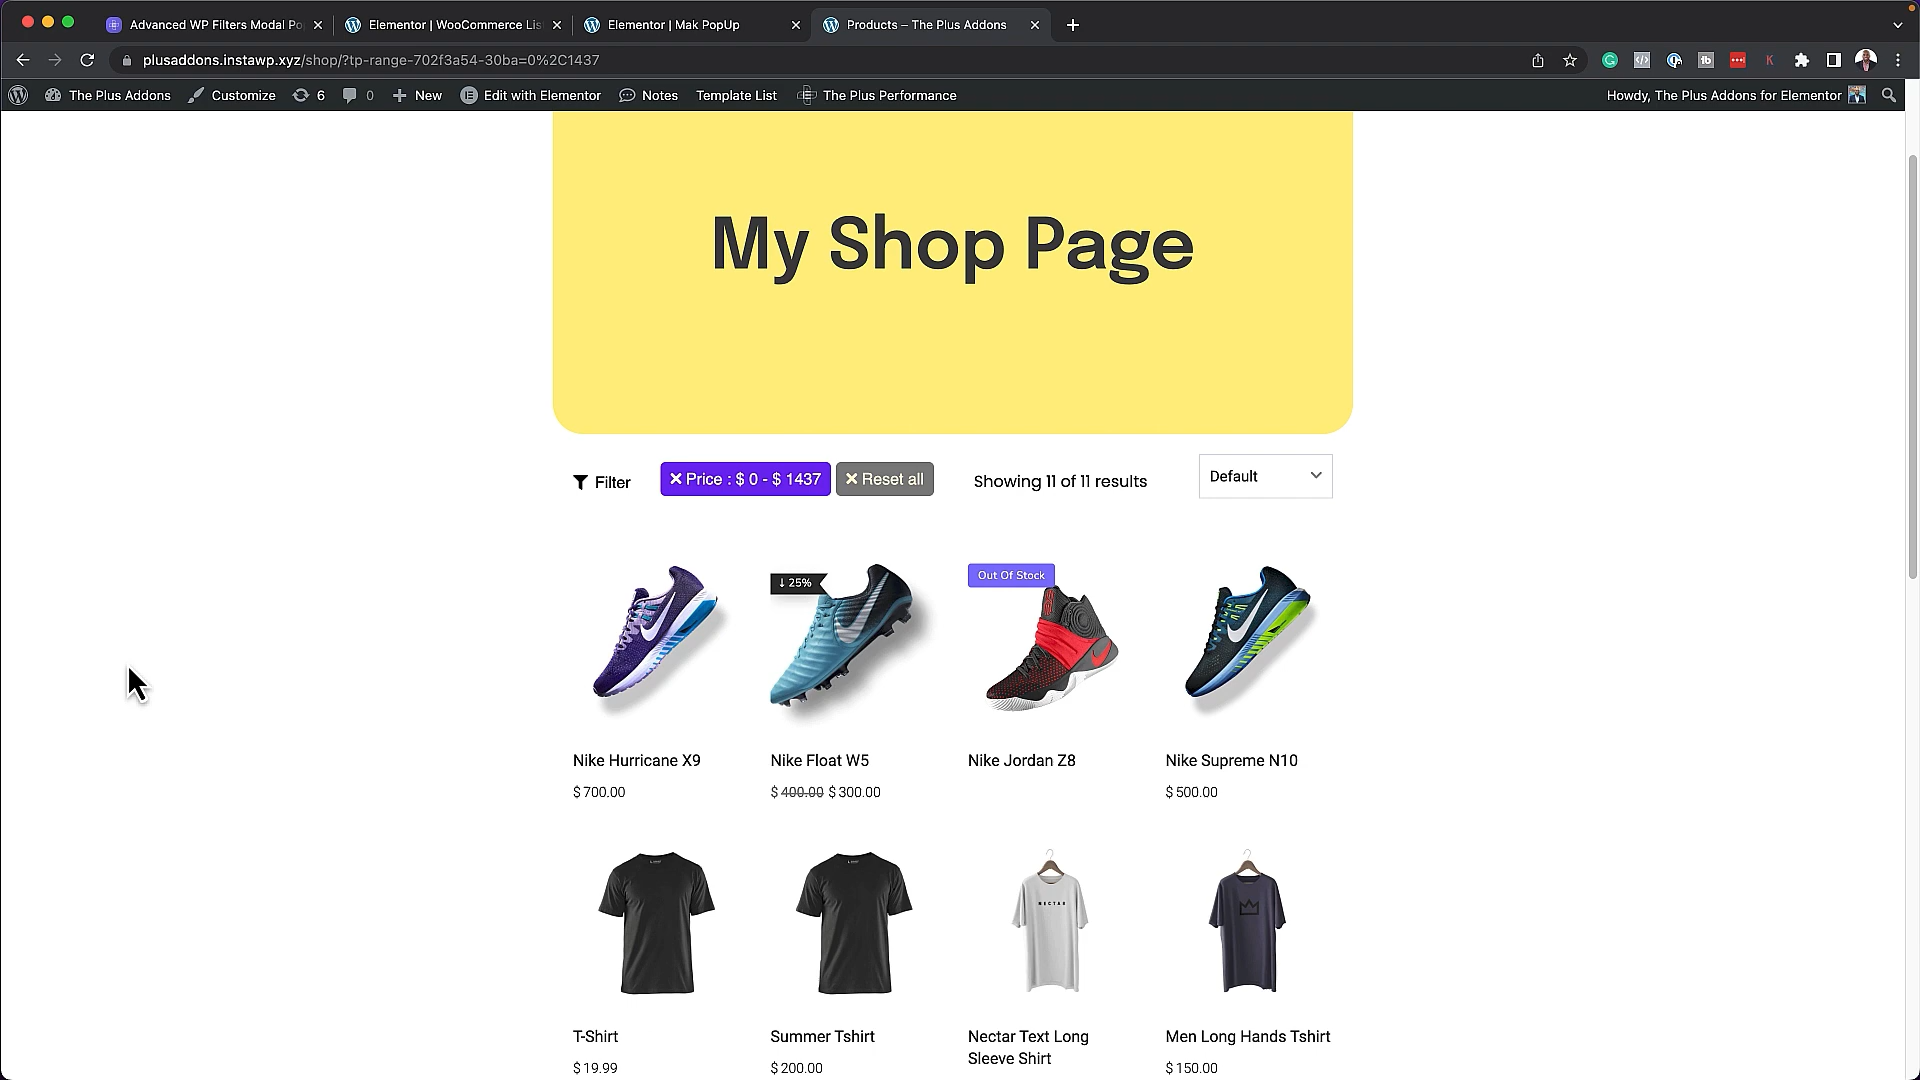 Advanced WP Filters Modal Po
Elementor | WooCommerce Lis
Elementor | Mak PopUp
Products – The Plus Addons
plusaddons.instawp.xyz/shop/?tp-range-702f3a54-30ba=0%2C1437
The Plus Addons
Customize
6
0
New
Edit with Elementor
Notes
Template List
The Plus Performance
Howdy, The Plus Addons for Elementor
My Shop Page
Filter
Price : $ 0 - $ 1437
Reset all
Showing 11 of 11 results
Default
↓ 25%
Out Of Stock
Nike Hurricane X9
Nike Float W5
Nike Jordan Z8
Nike Supreme N10
$ 700.00
$ 400.00 $ 300.00
$ 500.00
NECTAR
T-Shirt
Summer Tshirt
Nectar Text Long
Sleeve Shirt
Men Long Hands Tshirt
$ 19.99
$ 200.00
$ 150.00